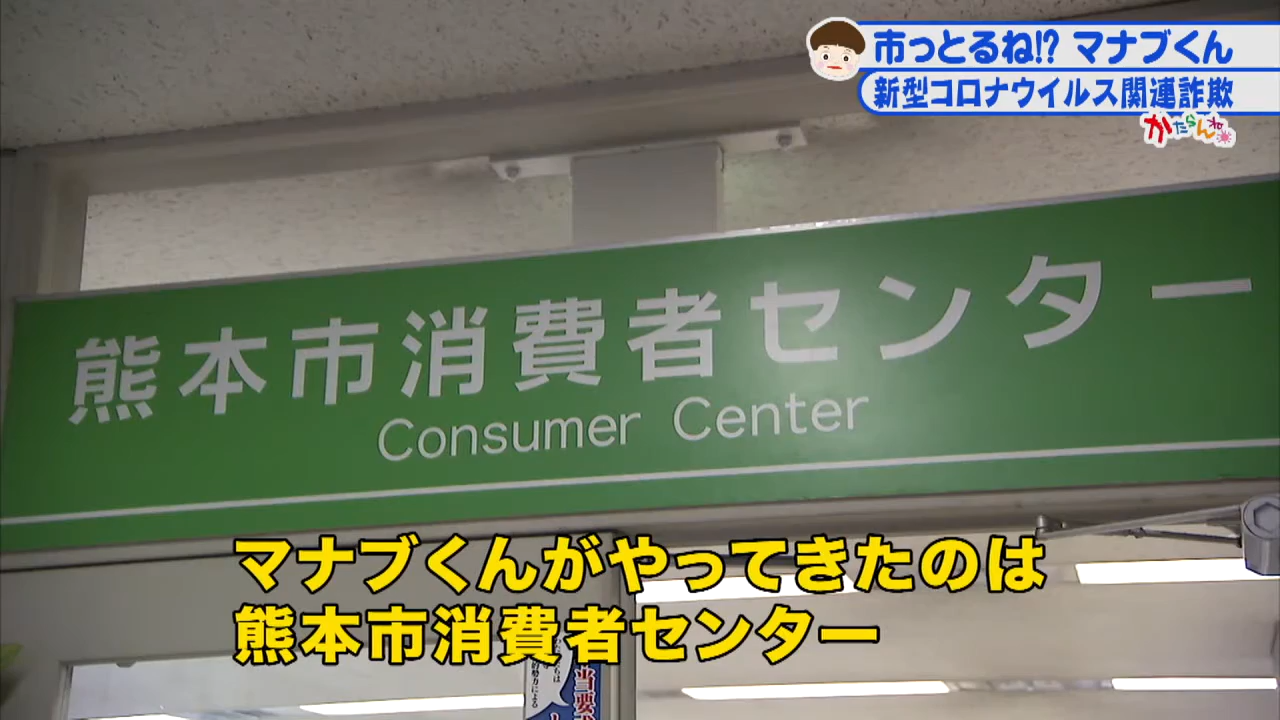 市っとるね!? マナブくん
新型コロナウイルス関連詐欺
かたらんね
熊本市消費者センター
Consumer Center
マナブくんがやってきたのは
熊本市消費者センター